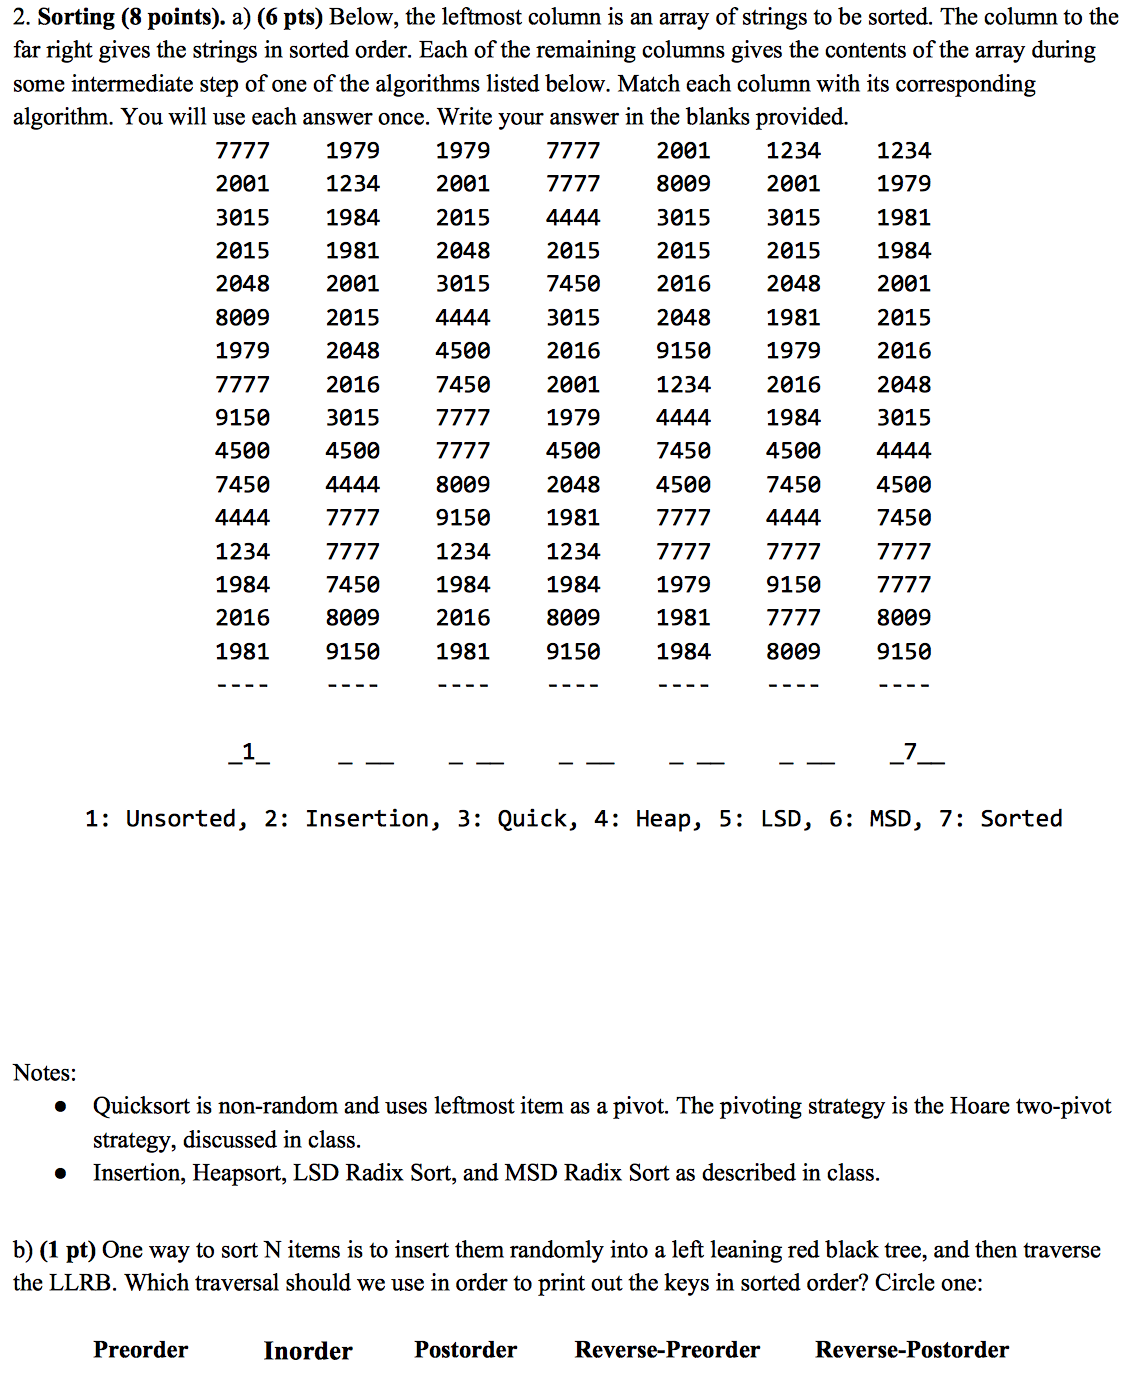 2. Sorting (8 points). a) (6 pts) Below, the leftmost column is an array of strings to be sorted. The column to the
far right gives the strings in sorted order. Each of the remaining columns gives the contents of the array during
some intermediate step of one of the algorithms listed below. Match each column with its corresponding
algorithm. You will use each answer once. Write your answer in the blanks provided.
7777 1979 1979 7777 2001 1234 1234
2001 1234 2001 7777 8009 2001 1979
3015 1984 2015 4444 3015 3015 1981
2015 1981 2048 2015 2015 2015 1984
2048 2001 3015 7450 2016 2048 2001
8009 2015 4444 3015 2048 1981 2015
1979 2048 4500 2016 9150 1979 2016
7777 2016 7450 2001 1234 2016 2048
9150 3015 7777 1979 4444 1984 3015
4500 4500 7777 4500 7450 4500 4444
7450 4444 8009 2048 4500 7450 4500
4444 7777 9150 1981 7777 4444 7450
1234 7777 1234 1234 7777 7777 7777
1984 7450 1984 1984 1979 9150 7777
2016 8009 2016 8009 1981 7777 8009
1981 9150 1981 9150 1984 8009 9150
---- ---- ---- ---- ---- ---- ----
_1_ _ __ _ __ _ __ _ __ _ __ _7__
1: Unsorted, 2: Insertion, 3: Quick, 4: Heap, 5: LSD, 6: MSD, 7: Sorted
Notes:
● Quicksort is non-random and uses leftmost item as a pivot. The pivoting strategy is the Hoare two-pivot
strategy, discussed in class.
● Insertion, Heapsort, LSD Radix Sort, and MSD Radix Sort as described in class.
b) (1 pt) One way to sort N items is to insert them randomly into a left leaning red black tree, and then traverse
the LLRB. Which traversal should we use in order to print out the keys in sorted order? Circle one:
Preorder Inorder Postorder Reverse-Preorder Reverse-Postorder